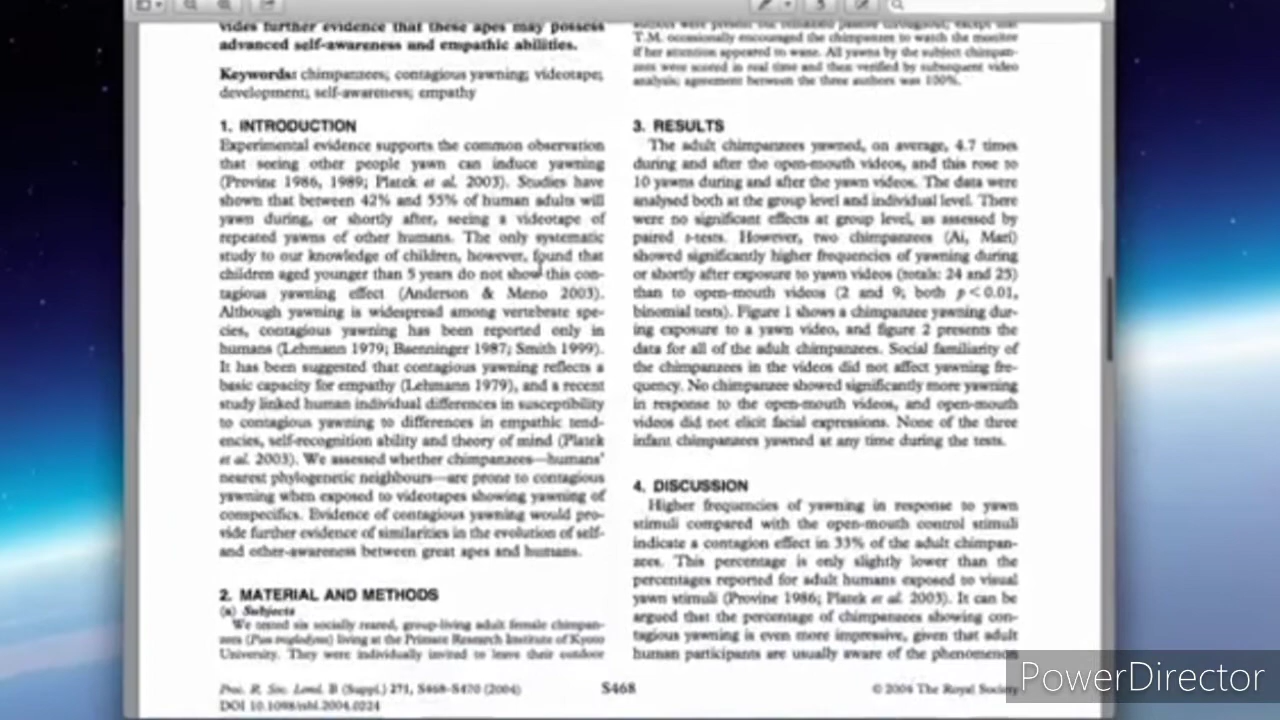 vides further evidence that these apes may possess
advanced self-awareness and empathic abilities.
Keywords: chimpanzees; contagious yawning; videotape;
development; self-awareness; empathy
1. INTRODUCTION
Experimental evidence supports the common observation
that seeing other people yawn can induce yawning
(Provine 1986, 1989; Platek et al. 2003). Studies have
shown that between 42% and 55% of human adults will
yawn during, or shortly after, seeing a videotape of
repeated yawns of other humans. The only systematic
study to our knowledge of children, however, found that
children aged younger than 5 years do not show this con-
tagious yawning effect (Anderson & Meno 2003).
Although yawning is widespread among vertebrate spe-
cies, contagious yawning has been reported only in
humans (Lehmann 1979; Baenninger 1987; Smith 1999).
It has been suggested that contagious yawning reflects a
basic capacity for empathy (Lehmann 1979), and a recent
study linked human individual differences in susceptibility
to contagious yawning to differences in empathic tend-
encies, self-recognition ability and theory of mind (Platek
et al. 2003). We assessed whether chimpanzees—humans'
nearest phylogenetic neighbours—are prone to contagious
yawning when exposed to videotapes showing yawning of
conspecifics. Evidence of contagious yawning would pro-
vide further evidence of similarities in the evolution of self-
and other-awareness between great apes and humans.
2. MATERIAL AND METHODS
(a) Subjects
We tested six socially reared, group-living adult female chimpan-
zees (Pan troglodytes) living at the Primate Research Institute of Kyoto
University. They were individually invited to leave their outdoor
authors were present but remained passive throughout, except that
T.M. occasionally encouraged the chimpanzee to watch the monitor
if her attention appeared to wane. All yawns by the subject chimpan-
zees were scored in real time and then verified by subsequent video
analysis; agreement between the three authors was 100%.
3. RESULTS
The adult chimpanzees yawned, on average, 4.7 times
during and after the open-mouth videos, and this rose to
10 yawns during and after the yawn videos. The data were
analysed both at the group level and individual level. There
were no significant effects at group level, as assessed by
paired t-tests. However, two chimpanzees (Ai, Mari)
showed significantly higher frequencies of yawning during
or shortly after exposure to yawn videos (totals: 24 and 25)
than to open-mouth videos (2 and 9; both p < 0.01,
binomial tests). Figure 1 shows a chimpanzee yawning dur-
ing exposure to a yawn video, and figure 2 presents the
data for all of the adult chimpanzees. Social familiarity of
the chimpanzees in the videos did not affect yawning fre-
quency. No chimpanzee showed significantly more yawning
in response to the open-mouth videos, and open-mouth
videos did not elicit facial expressions. None of the three
infant chimpanzees yawned at any time during the tests.
4. DISCUSSION
Higher frequencies of yawning in response to yawn
stimuli compared with the open-mouth control stimuli
indicate a contagion effect in 33% of the adult chimpan-
zees. This percentage is only slightly lower than the
percentages reported for adult humans exposed to visual
yawn stimuli (Provine 1986; Platek et al. 2003). It can be
argued that the percentage of chimpanzees showing con-
tagious yawning is even more impressive, given that adult
human participants are usually aware of the phenomenon
Proc. R. Soc. Lond. B (Suppl.) 271, S468–S470 (2004)
DOI 10.1098/rsbl.2004.0224
S468
© 2004 The Royal Society
PowerDirector